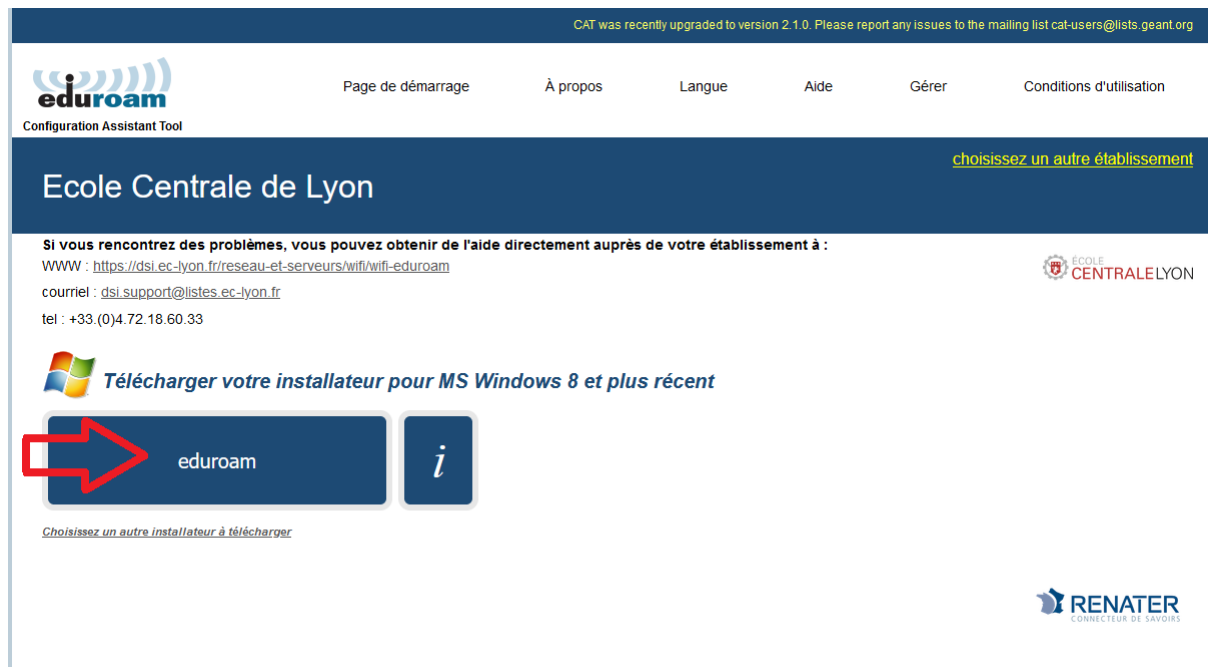 CAT was recently upgraded to version 2.1.0. Please report any issues to the mailing list cat-users@lists.geant.org
eduroam
Configuration Assistant Tool
Page de démarrage À propos Langue Aide Gérer Conditions d'utilisation
choisissez un autre établissement
Ecole Centrale de Lyon
Si vous rencontrez des problèmes, vous pouvez obtenir de l'aide directement auprès de votre établissement à :
WWW : https://dsi.ec-lyon.fr/reseau-et-serveurs/wifi/wifi-eduroam
courriel : dsi.support@listes.ec-lyon.fr
tel : +33.(0)4.72.18.60.33
ÉCOLE
CENTRALELYON
Télécharger votre installateur pour MS Windows 8 et plus récent
eduroam i
Choisissez un autre installateur à télécharger
RENATER
CONNECTEUR DE SAVOIRS